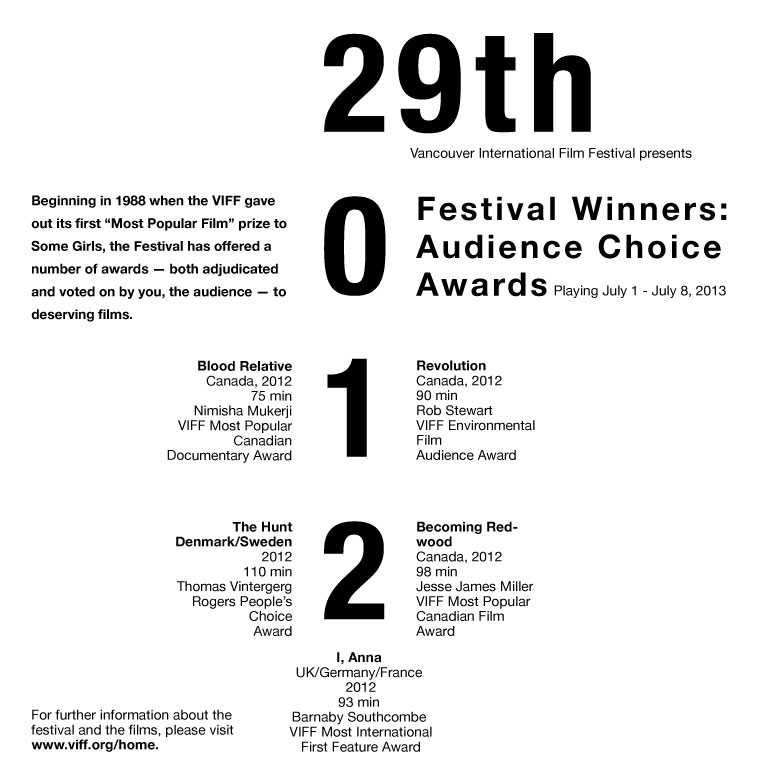 29th
Vancouver International Film Festival presents
Beginning in 1988 when the VIFF gave
out its first “Most Popular Film” prize to
Some Girls, the Festival has offered a
number of awards — both adjudicated
and voted on by you, the audience — to
deserving films.
0
Festival Winners:
Audience Choice
Awards Playing July 1 - July 8, 2013
Blood Relative
Canada, 2012
75 min
Nimisha Mukerji
VIFF Most Popular
Canadian
Documentary Award
1
Revolution
Canada, 2012
90 min
Rob Stewart
VIFF Environmental
Film
Audience Award
The Hunt
Denmark/Sweden
2012
110 min
Thomas Vintergerg
Rogers People’s
Choice
Award
2
Becoming Red-
wood
Canada, 2012
98 min
Jesse James Miller
VIFF Most Popular
Canadian Film
Award
I, Anna
UK/Germany/France
2012
93 min
Barnaby Southcombe
VIFF Most International
First Feature Award
For further information about the
festival and the films, please visit
www.viff.org/home.